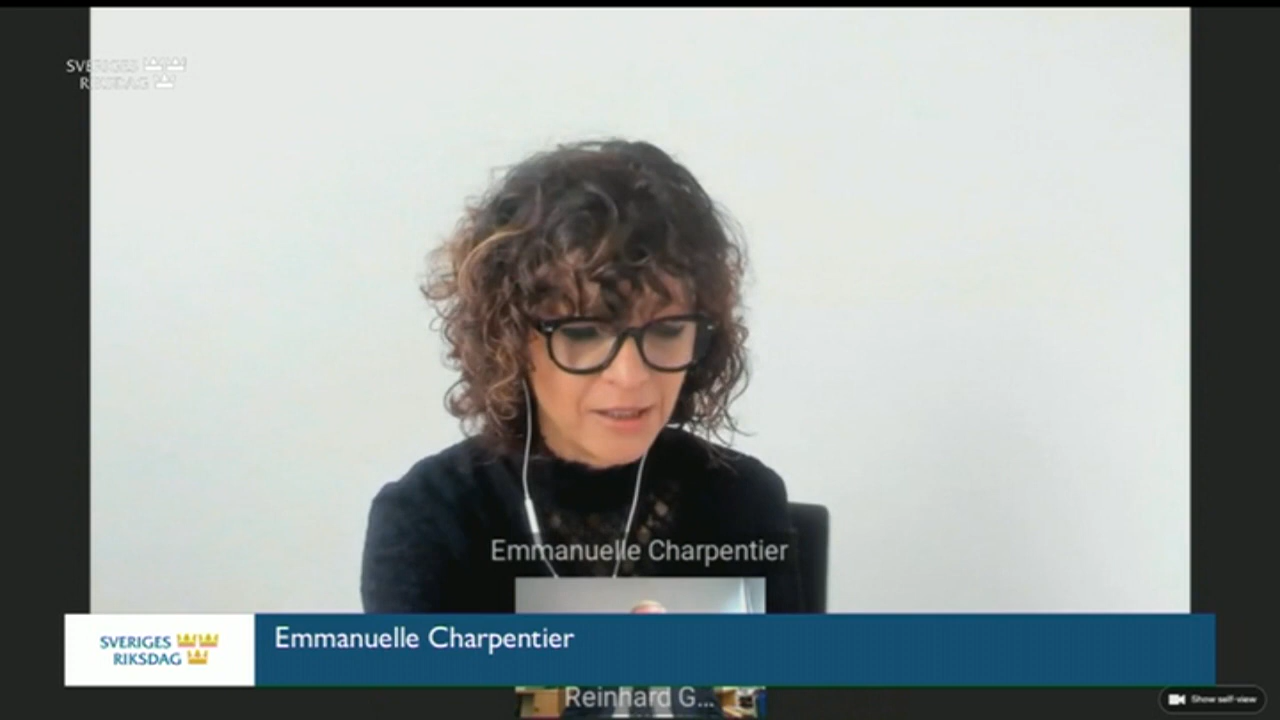 SVERIGES
RIKSDAG
Emmanuelle Charpentier
SVERIGES
RIKSDAG
Emmanuelle Charpentier
Reinhard G...
Show self-view